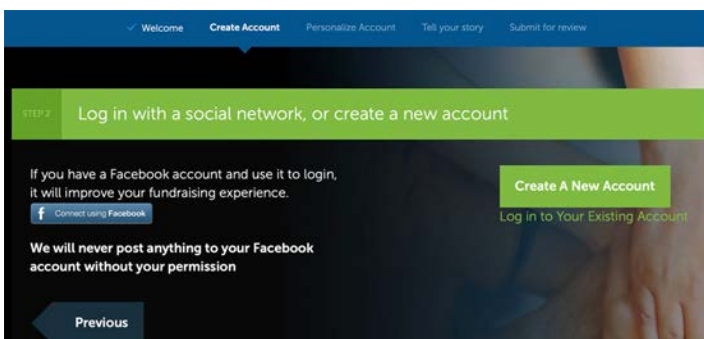 Welcome Create Account Personalize Account Tell your story Submit for review
STEP 2 Log in with a social network, or create a new account
If you have a Facebook account and use it to login,
it will improve your fundraising experience.
f Connect using Facebook
We will never post anything to your Facebook
account without your permission
Create A New Account
Log in to Your Existing Account
Previous